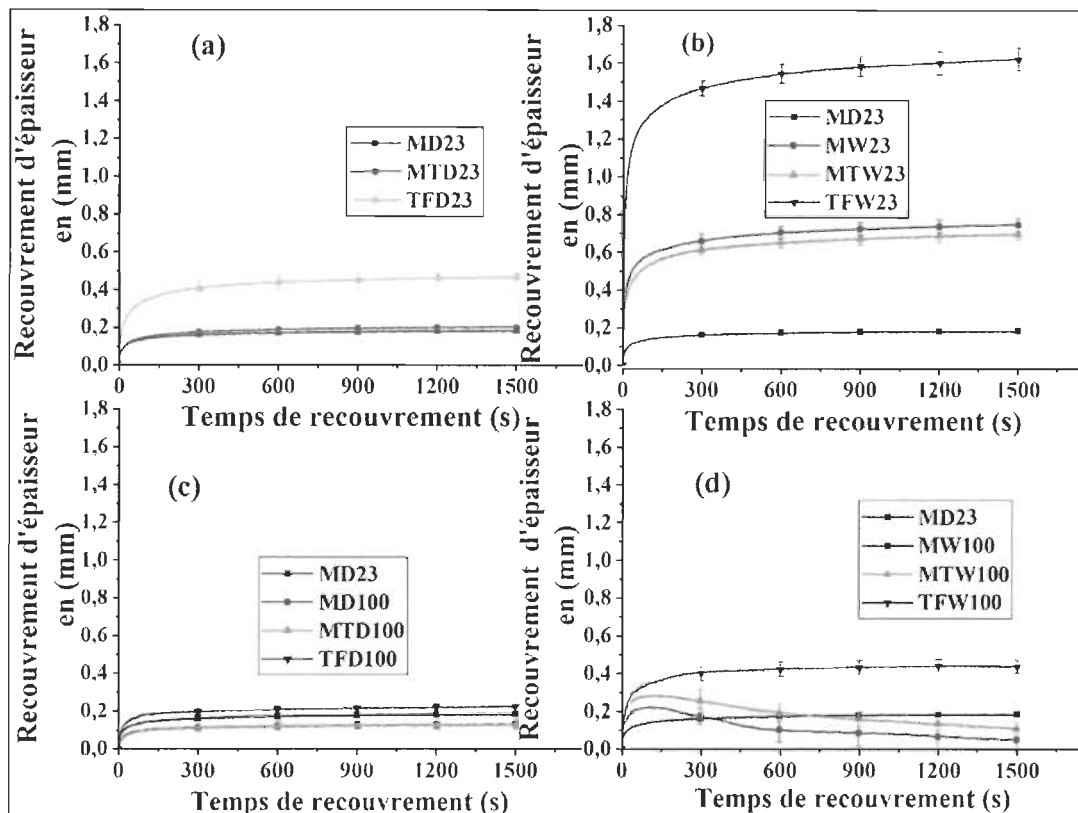 Recouvrement d'épaisseur
en (mm)
1,8
1,6
1,4
1,2
1,0
0,8
0,6
0,4
0,2
0,0
(a)
MD23
MTD23
TFD23
0
300
600
900
1200
1500
Temps de recouvrement (s)
Recouvrement d'épaisseur
en (mm)
1,8
1,6
1,4
1,2
1,0
0,8
0,6
0,4
0,2
0,0
(b)
MD23
MW23
MTW23
TFW23
0
300
600
900
1200
1500
Temps de recouvrement (s)
Recouvrement d'épaisseur
en (mm)
1,8
1,6
1,4
1,2
1,0
0,8
0,6
0,4
0,2
0,0
(c)
MD23
MD100
MTD100
TFD100
0
300
600
900
1200
1500
Temps de recouvrement (s)
Recouvrement d'épaisseur
en (mm)
1,8
1,6
1,4
1,2
1,0
0,8
0,6
0,4
0,2
0,0
(d)
MD23
MW100
MTW100
TFW100
0
300
600
900
1200
1500
Temps de recouvrement (s)